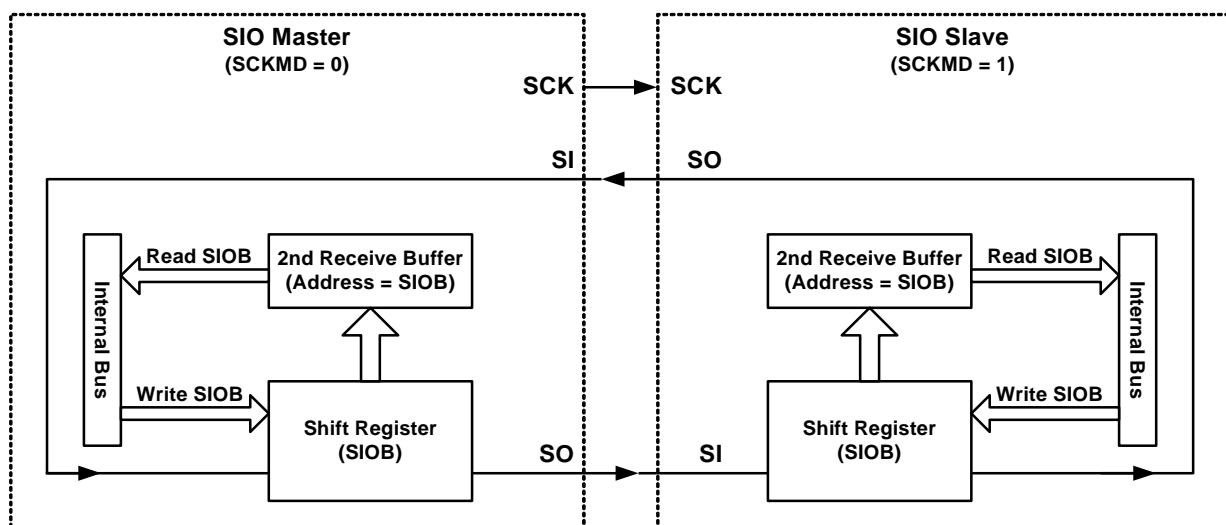 SIO Master
(SCKMD = 0)
SIO Slave
(SCKMD = 1)
SCK
SCK
SI
SO
Read SIOB
2nd Receive Buffer
(Address = SIOB)
2nd Receive Buffer
(Address = SIOB)
Read SIOB
Internal Bus
Internal Bus
Write SIOB
Shift Register
(SIOB)
Shift Register
(SIOB)
Write SIOB
SO
SI